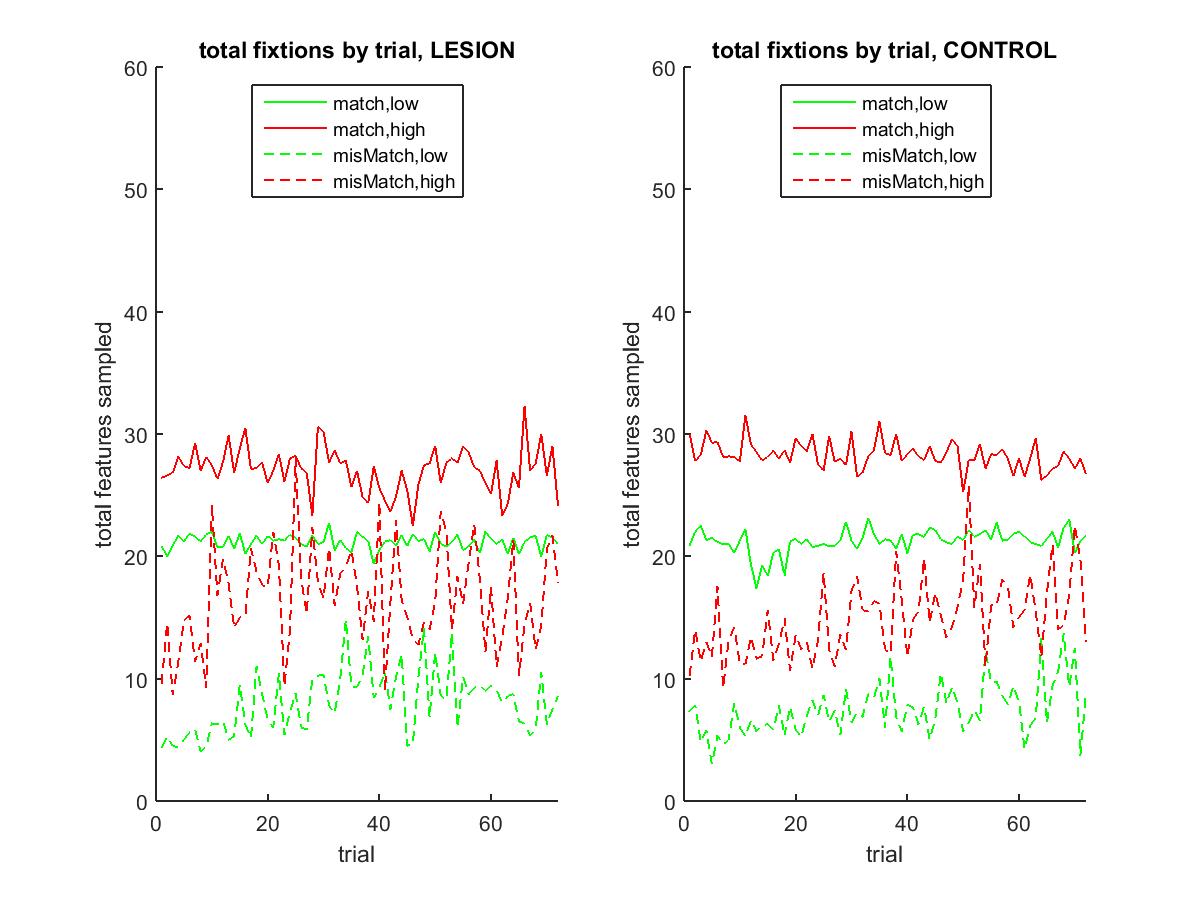 total fixtions by trial, LESION
match,low
match,high
misMatch,low
misMatch,high
60
50
40
30
20
10
0
total features sampled
0 20 40 60
trial
total fixtions by trial, CONTROL
match,low
match,high
misMatch,low
misMatch,high
60
50
40
30
20
10
0
total features sampled
0 20 40 60
trial